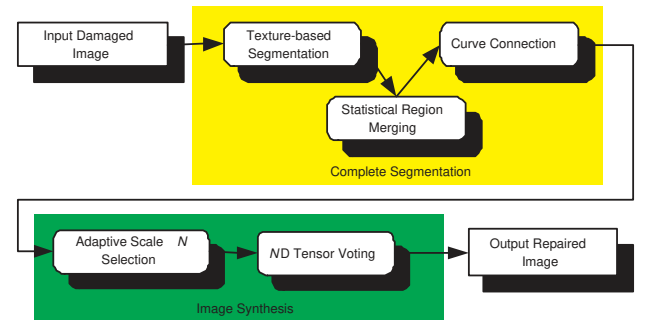 Input Damaged
Image
Texture-based
Segmentation
Curve Connection
Statistical Region
Merging
Complete Segmentation
Adaptive Scale N
Selection
ND Tensor Voting
Output Repaired
Image
Image Synthesis